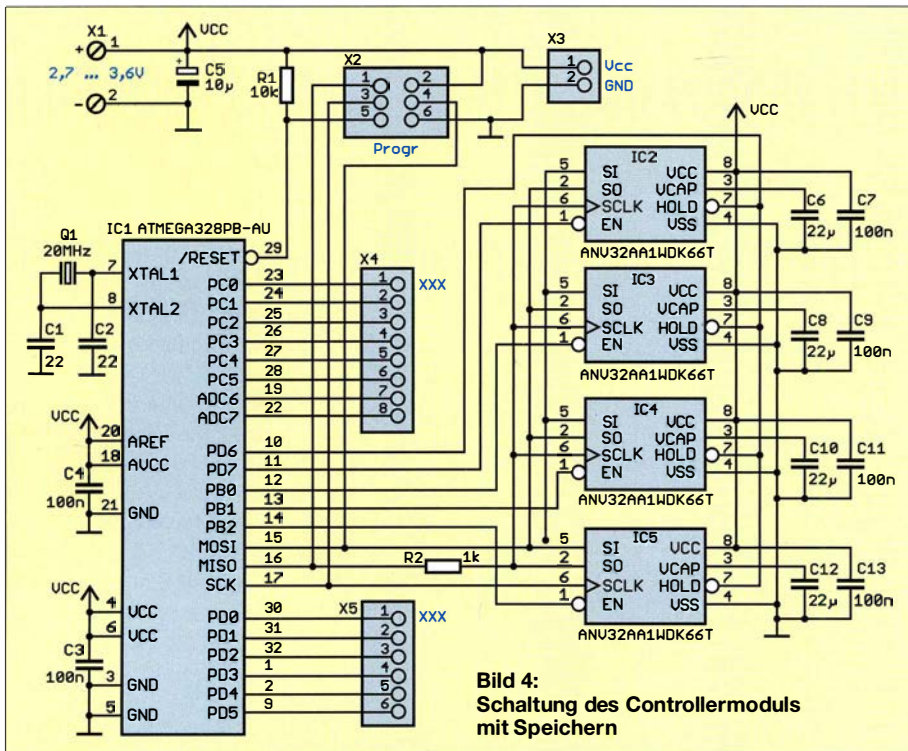 X1
+ 1
VCC
2,7 ... 3,6V
- 2
+
C5
10µ
R1
10k
X2
1 2
3 4
5 6
Progr
X3
1 Vcc
2 GND
VCC
IC1 ATMEGA328PB-AU
Q1
20MHz
7 XTAL1
8 XTAL2
C1
22
C2
22
VCC
20 AREF
18 AVCC
C4
100n
21 GND
VCC
4 VCC
6 VCC
C3
100n
3 GND
5 GND
/RESET 29
PC0 23
PC1 24
PC2 25
PC3 26
PC4 27
PC5 28
ADC6 19
ADC7 22
PD6 10
PD7 11
PB0 12
PB1 13
PB2 14
MOSI 15
MISO 16
SCK 17
PD0 30
PD1 31
PD2 32
PD3 1
PD4 2
PD5 9
X4
1 XXX
2
3
4
5
6
7
8
X5
1 XXX
2
3
4
5
6
R2 1k
IC2
5 SI VCC 8
2 SO VCAP 3
6 SCLK HOLD 7
1 EN VSS 4
ANV32AA1WDK66T
C6
22µ
C7
100n
IC3
5 SI VCC 8
2 SO VCAP 3
6 SCLK HOLD 7
1 EN VSS 4
ANV32AA1WDK66T
C8
22µ
C9
100n
IC4
5 SI VCC 8
2 SO VCAP 3
6 SCLK HOLD 7
1 EN VSS 4
ANV32AA1WDK66T
C10
22µ
C11
100n
IC5
5 SI VCC 8
2 SO VCAP 3
6 SCLK HOLD 7
1 EN VSS 4
ANV32AA1WDK66T
C12
22µ
C13
100n
Bild 4:
Schaltung des Controllermoduls
mit Speichern